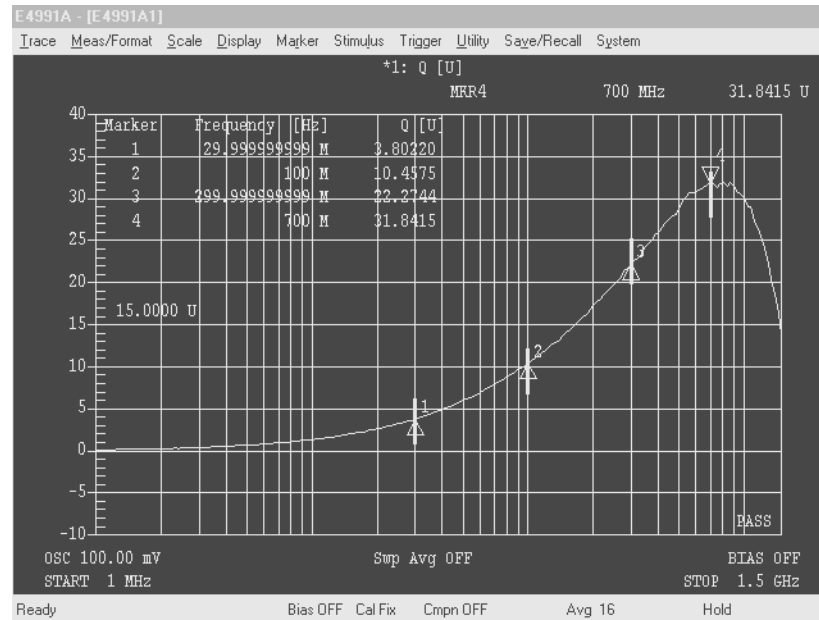 E4991A - [E4991A1]
Trace Meas/Format Scale Display Marker Stimulus Trigger Utility Save/Recall System
*1: Q [U]
MKR4 700 MHz 31.8415 U
Marker Frequency [Hz] Q [U]
1 29.999999999 M 3.80220
2 100 M 10.4575
3 299.999999999 M 22.2744
4 700 M 31.8415
40
35
30
25
20
15
10
5
0
-5
-10
15.0000 U
1
2
3
4
PASS
OSC 100.00 mV Swp Avg OFF BIAS OFF
START 1 MHz STOP 1.5 GHz
Ready Bias OFF Cal Fix Cmpn OFF Avg 16 Hold